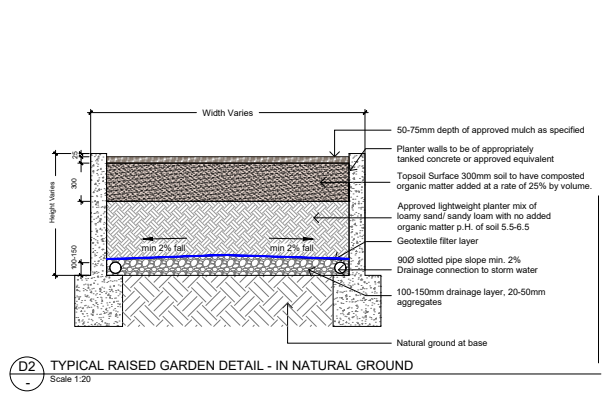 Width Varies
50-75mm depth of approved mulch as specified
Planter walls to be of appropriately
tanked concrete or approved equivalent
Topsoil Surface 300mm soil to have composted
organic matter added at a rate of 25% by volume.
Approved lightweight planter mix of
loamy sand/ sandy loam with no added
organic matter p.H. of soil 5.5-6.5
Geotextile filter layer
90Ø slotted pipe slope min. 2%
Drainage connection to storm water
100-150mm drainage layer, 20-50mm
aggregates
Natural ground at base
25
300
Height Varies
100-150
min 2% fall
min 2% fall
D2
-
TYPICAL RAISED GARDEN DETAIL - IN NATURAL GROUND
Scale 1:20